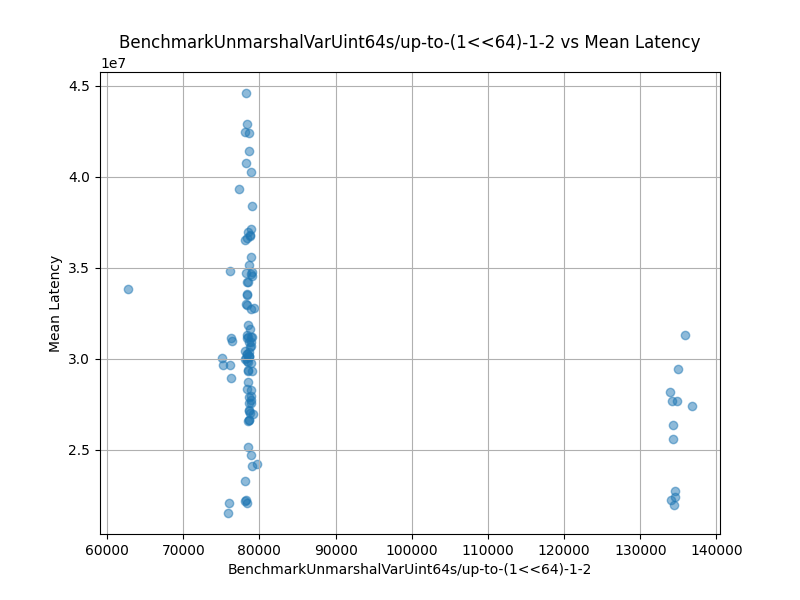 BenchmarkUnmarshalVarUint64s/up-to-(1<<64)-1-2 vs Mean Latency
1e7
4.5
4.0
3.5
3.0
2.5
Mean Latency
60000 70000 80000 90000 100000 110000 120000 130000 140000
BenchmarkUnmarshalVarUint64s/up-to-(1<<64)-1-2